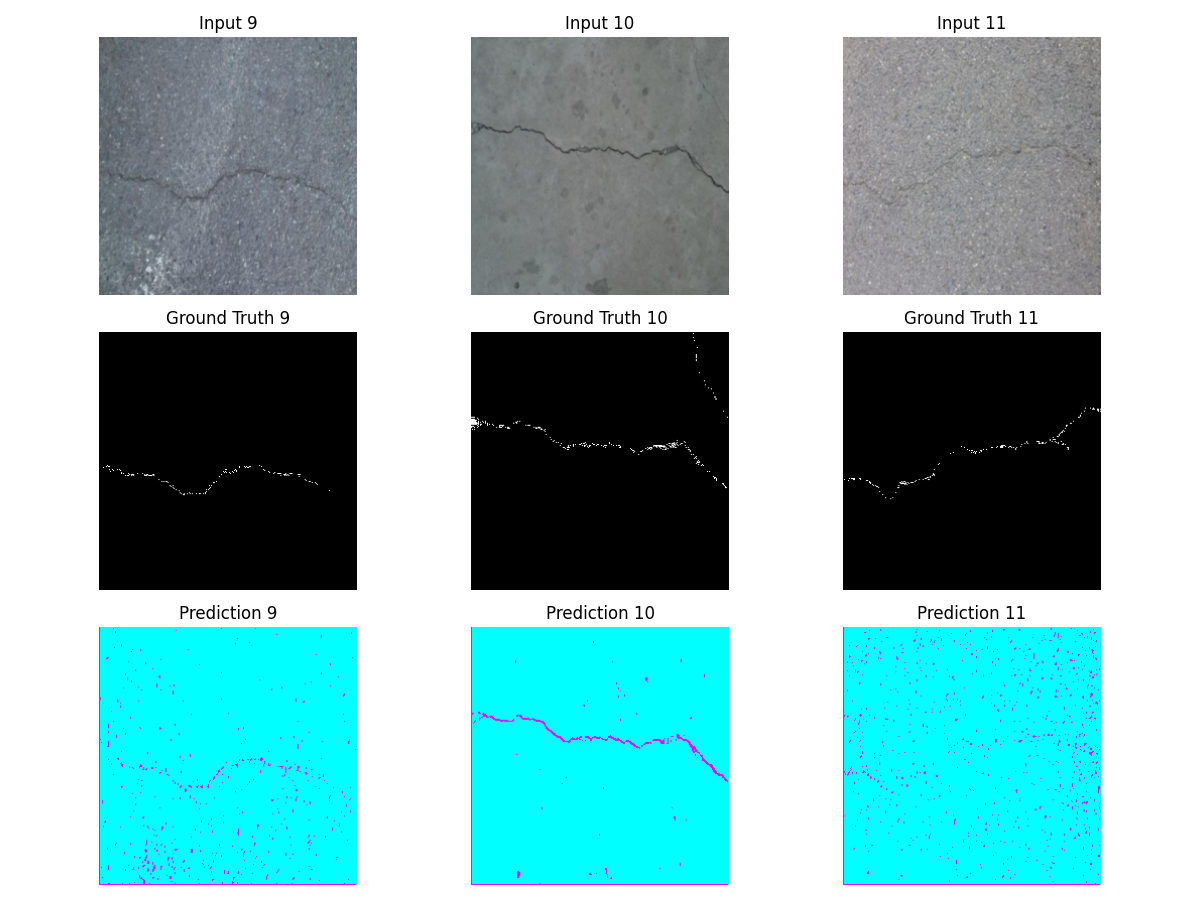 Input 9
Input 10
Input 11
Ground Truth 9
Ground Truth 10
Ground Truth 11
Prediction 9
Prediction 10
Prediction 11